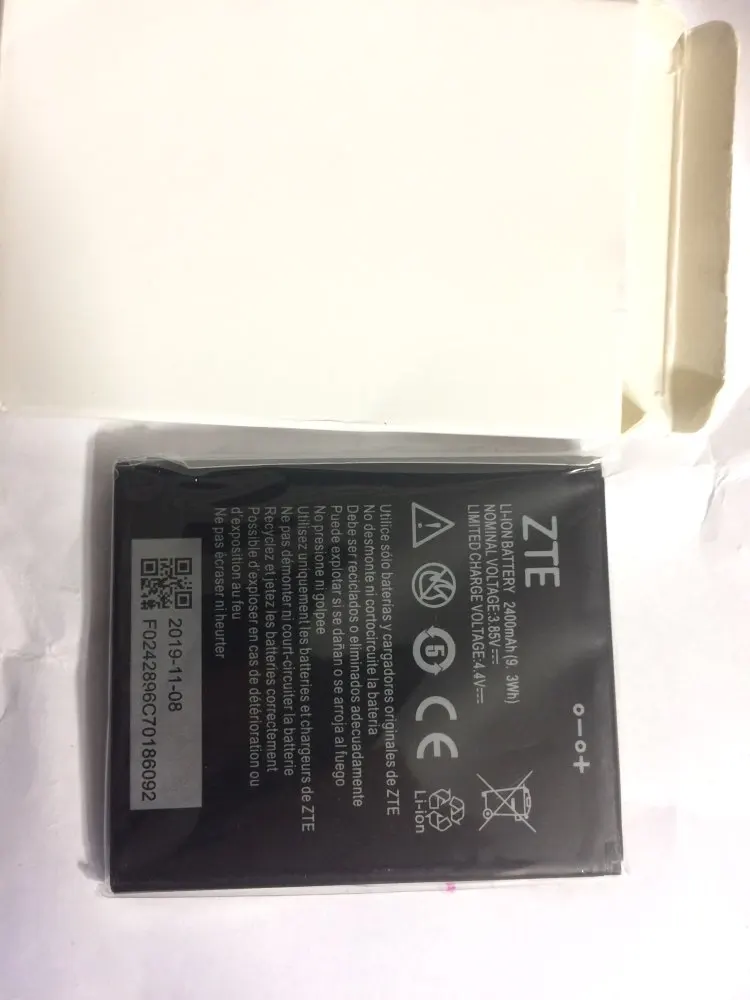 ZTE
LI-ION BATTERY 2400mAh (9. 3Wh)
NOMINAL VOLTAGE:3.85V⎓
LIMITED CHARGE VOLTAGE:4.4V⎓
5
CE
Li-ion
Utilice sólo baterías y cargadores originales de ZTE
No desmonte ni cortocircuite la batería
Debe ser reciclados o eliminados adecuadamente
Puede explotar si se dañan o se arroja al fuego
No presione ni golpee
Utilisez uniquement les batteries et chargeurs de ZTE
Ne pas démonter ni court-circuiter la batterie
Recyclez et jetez les batteries correctement
Possible d'exploser en cas de détérioration ou
d'exposition au feu
Ne pas écraser ni heurter
2019-11-08
F0242896C70186092